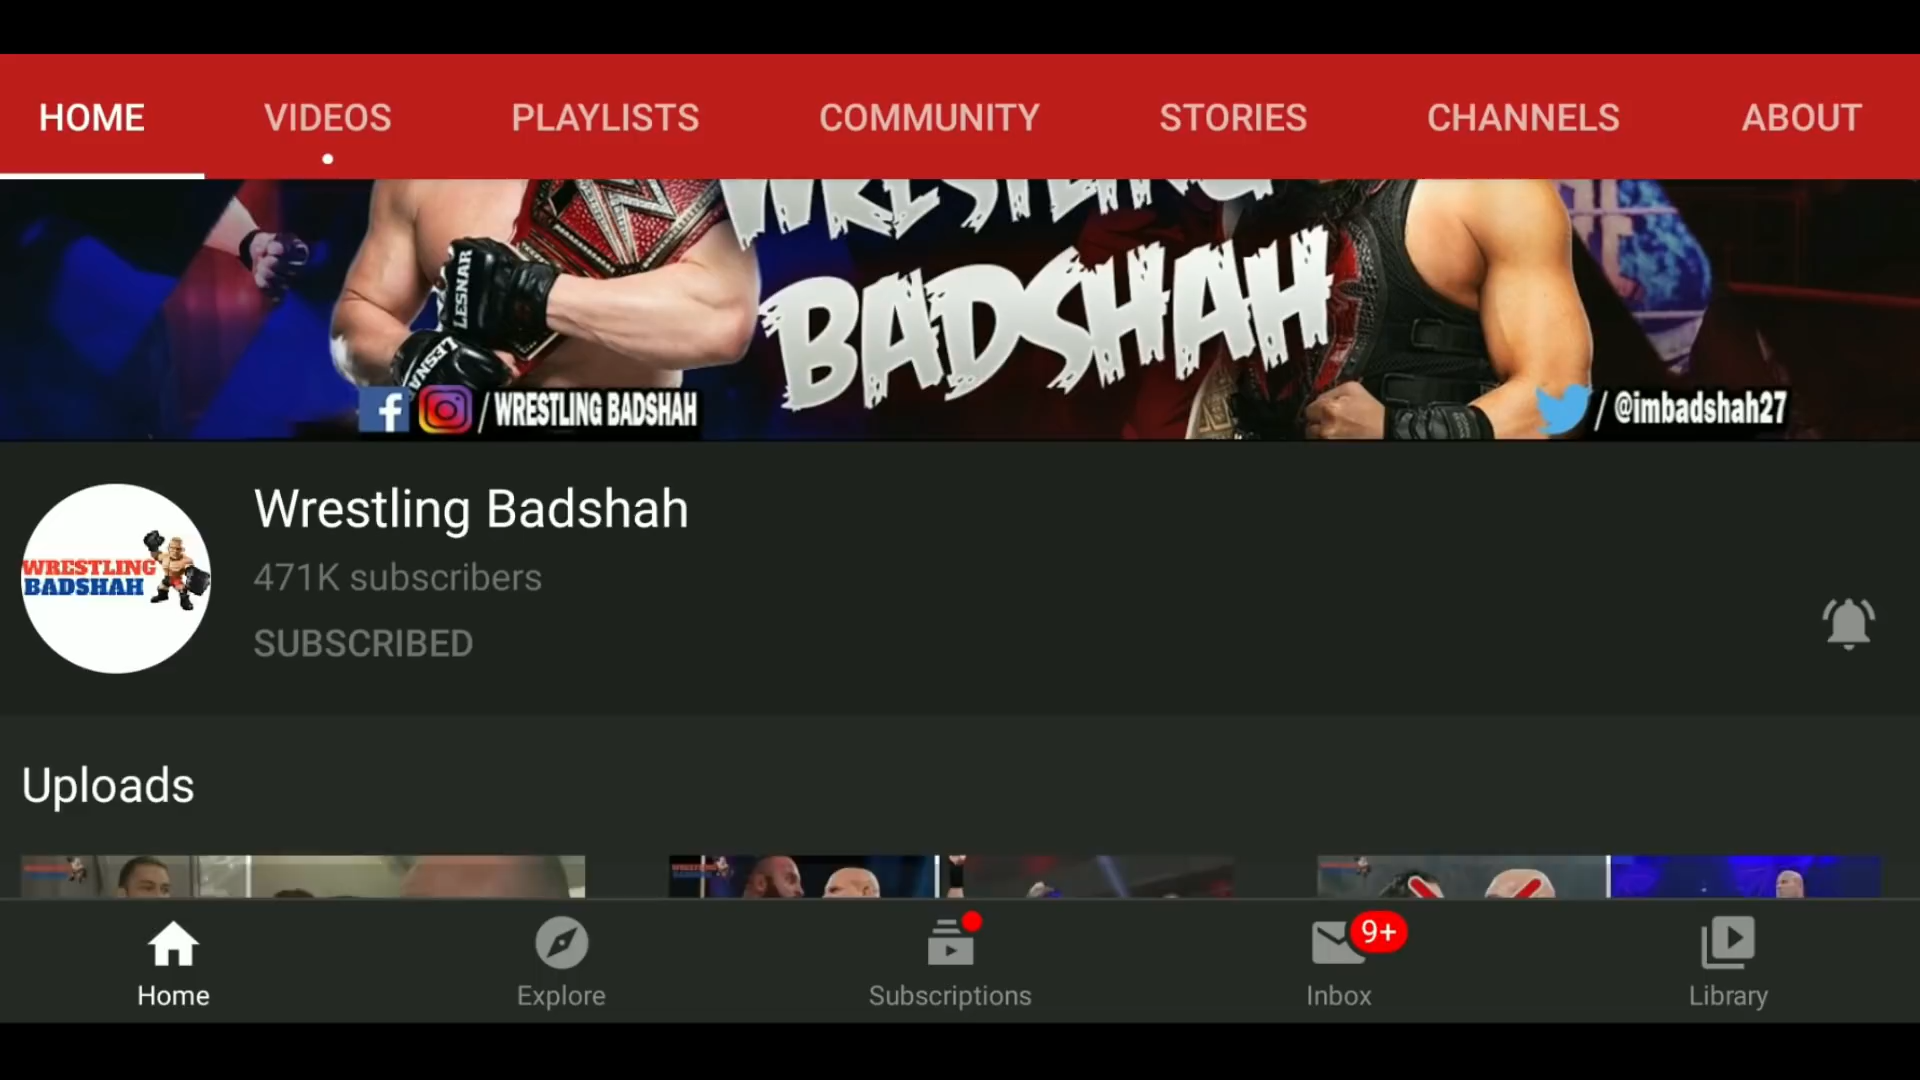 HOME VIDEOS PLAYLISTS COMMUNITY STORIES CHANNELS ABOUT
WRESTLING
BADSHAH
LESNAR
/ WRESTLING BADSHAH
/ @imbadshah27
Wrestling Badshah
471K subscribers
SUBSCRIBED
WRESTLING
BADSHAH
Uploads
9+
Home Explore Subscriptions Inbox Library